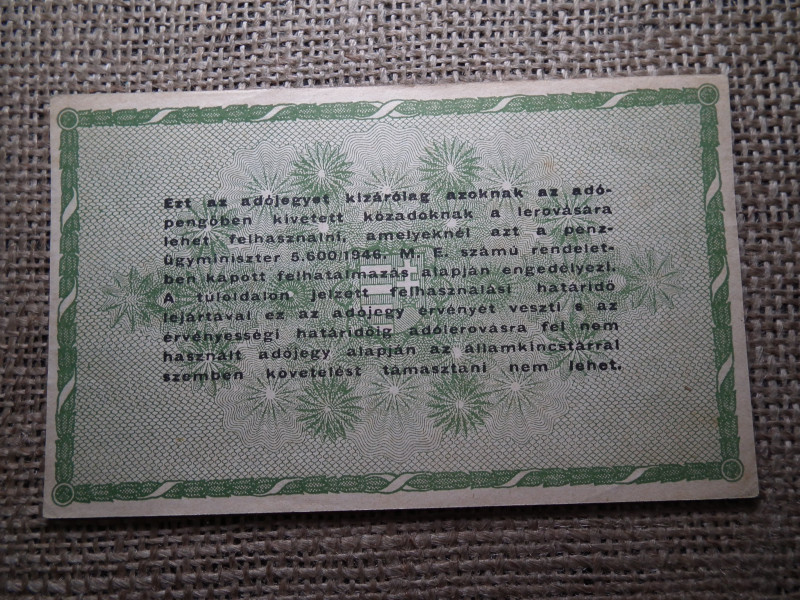 Ezt az adójegyet kizárólag azoknak az adó-
pengőben kivetett közadóknak a lerovására
lehet felhasználni, amelyeknél azt a pénz-
ügyminiszter 5.600/1946. M. E. számú rendelet-
ben kapott felhatalmazás alapján engedélyezi.
A túloldalon jelzett felhasználási határidő
lejártával ez az adójegy érvényét veszti s az
érvényességi határidőig adólerovásra fel nem
használt adójegy alapján az államkincstárral
szemben követelést támasztani nem lehet.